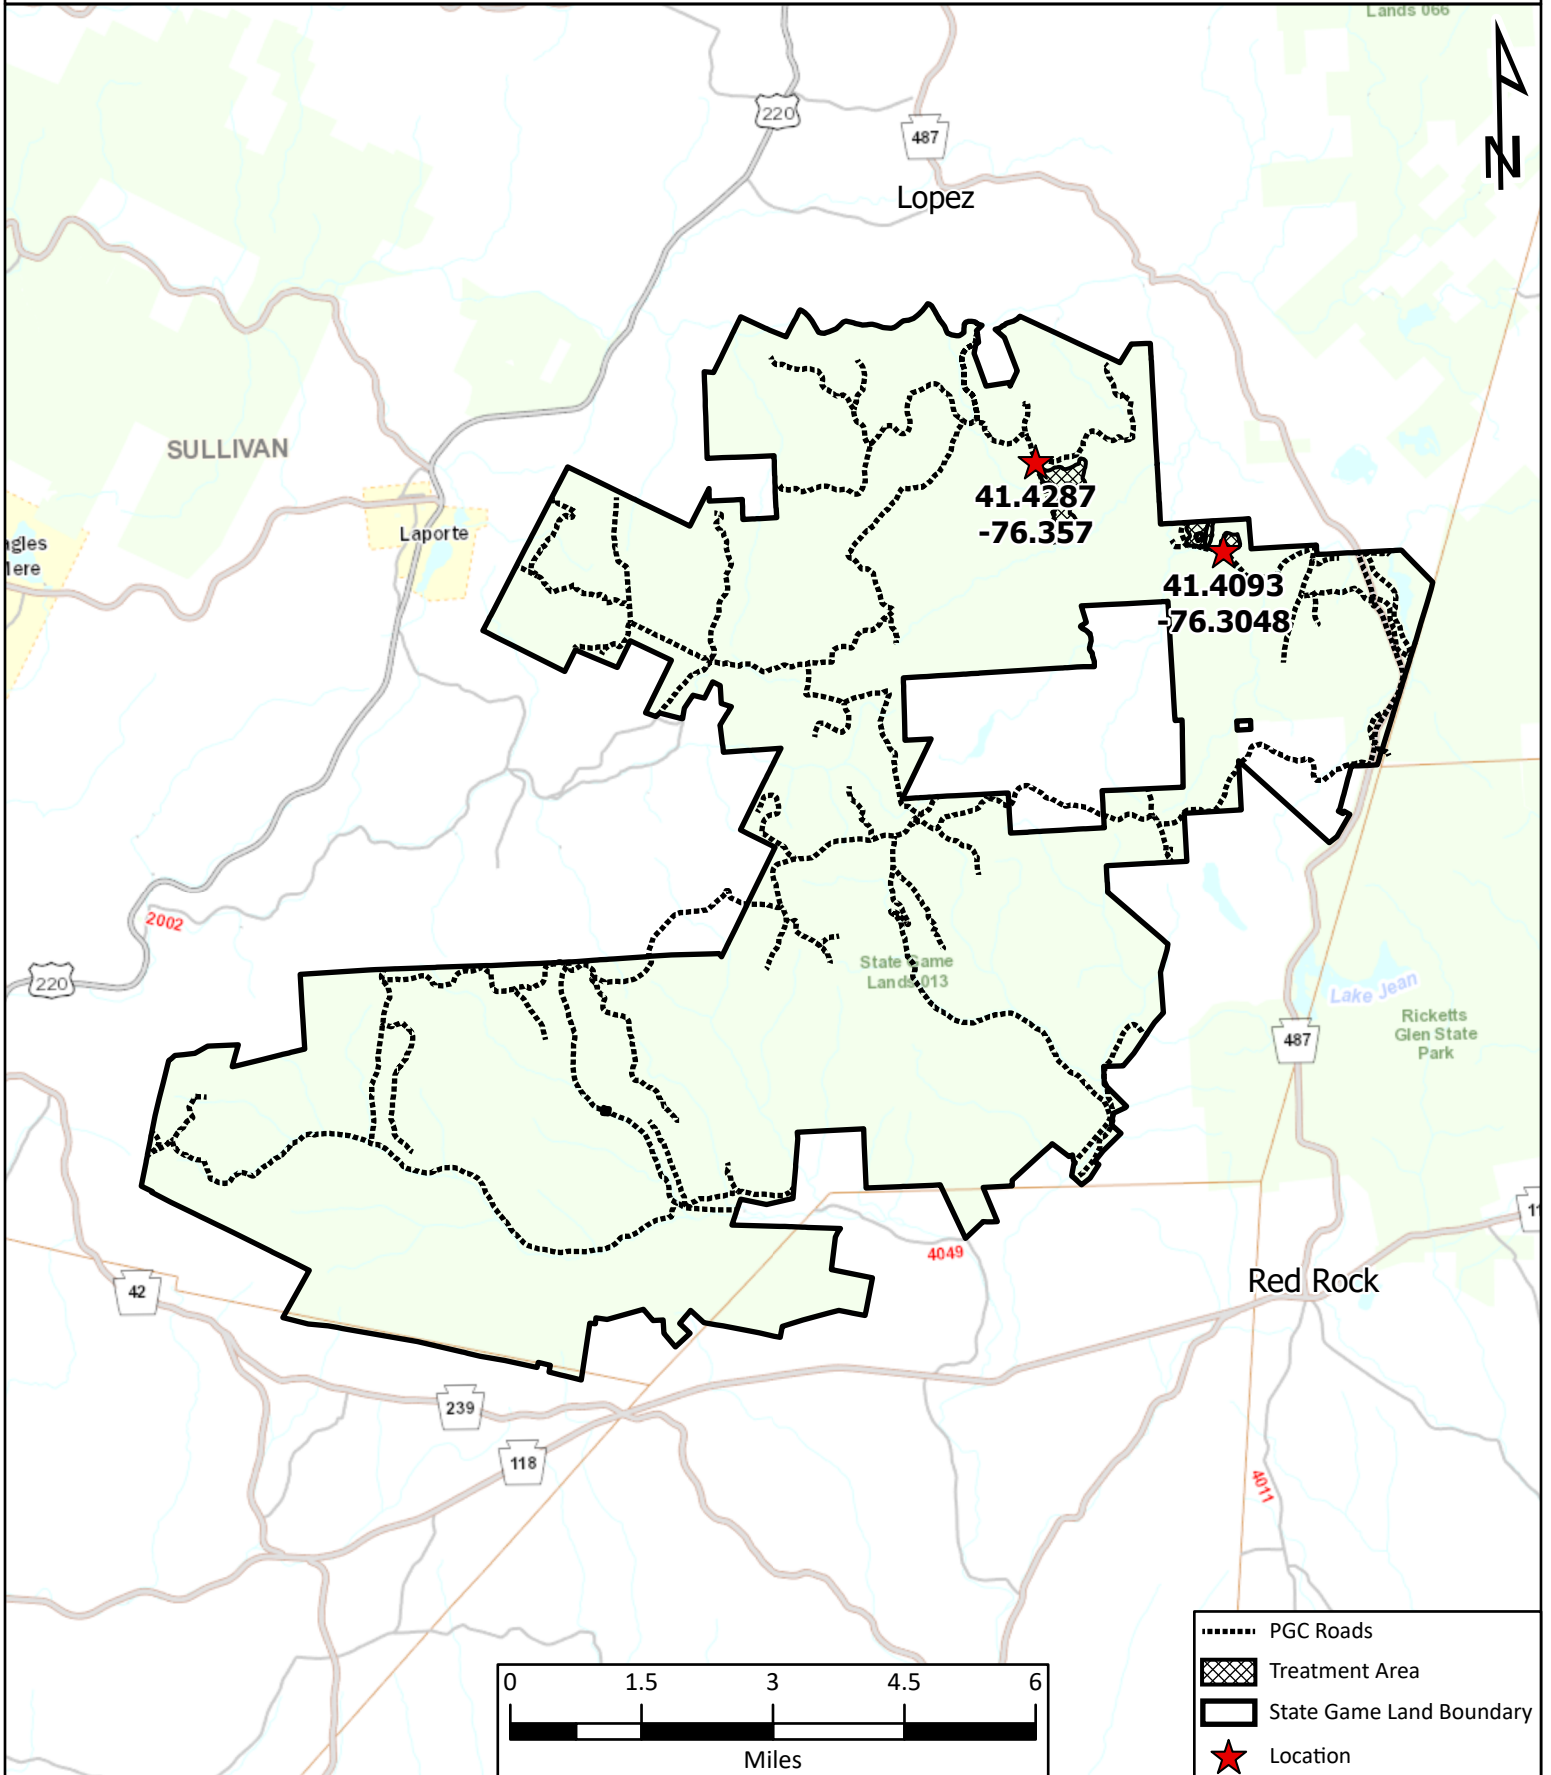 Lands 066
220
487
N
Lopez
SULLIVAN
41.4287
-76.357
Laporte
agles
Mere
41.4093
-76.3048
2002
220
State Game
Lands 013
Lake Jean
Ricketts
Glen State
Park
487
4049
Red Rock
42
239
118
4011
PGC Roads
Treatment Area
State Game Land Boundary
Location
0 1.5 3 4.5 6
Miles